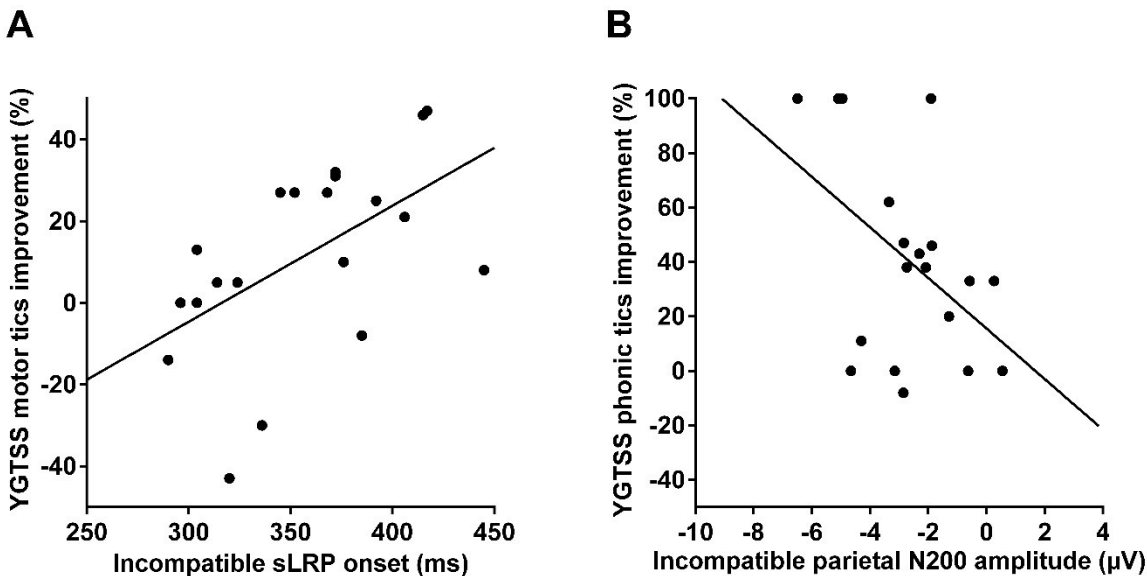 A
YGTSS motor tics improvement (%)
40
20
0
-20
-40
250 300 350 400 450
Incompatible sLRP onset (ms)
B
YGTSS phonic tics improvement (%)
100
80
60
40
20
0
-20
-40
-10 -8 -6 -4 -2 0 2 4
Incompatible parietal N200 amplitude (µV)